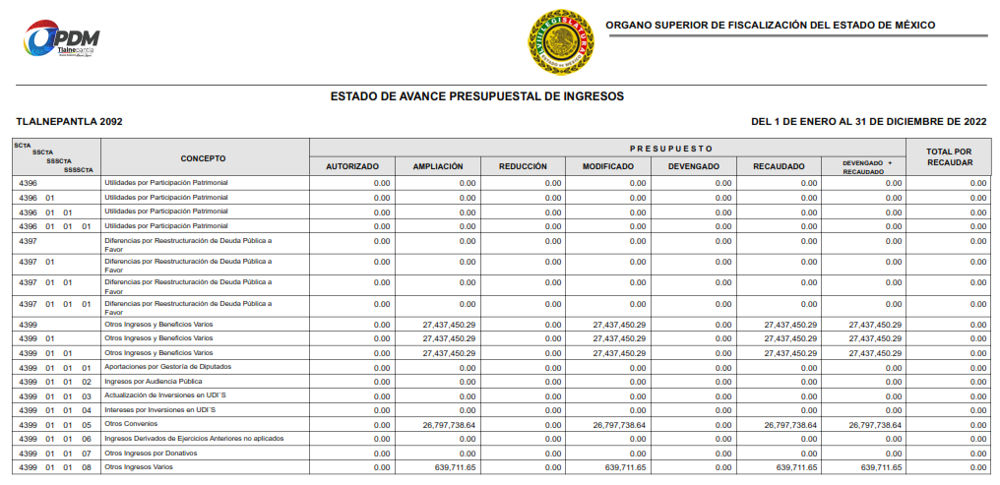 OPDM
Tlalnepantla
ORGANO SUPERIOR DE FISCALIZACIÓN DEL ESTADO DE MÉXICO
ESTADO DE AVANCE PRESUPUESTAL DE INGRESOS
TLALNEPANTLA 2092 DEL 1 DE ENERO AL 31 DE DICIEMBRE DE 2022
SCTA
SSCTA
SSSCTA
SSSSCTA
CONCEPTO
P R E S U P U E S T O
AUTORIZADO AMPLIACIÓN REDUCCIÓN MODIFICADO DEVENGADO RECAUDADO DEVENGADO + RECAUDADO
TOTAL POR RECAUDAR
4396 Utilidades por Participación Patrimonial 0.00 0.00 0.00 0.00 0.00 0.00 0.00 0.00
4396 01 Utilidades por Participación Patrimonial 0.00 0.00 0.00 0.00 0.00 0.00 0.00 0.00
4396 01 01 Utilidades por Participación Patrimonial 0.00 0.00 0.00 0.00 0.00 0.00 0.00 0.00
4396 01 01 01 Utilidades por Participación Patrimonial 0.00 0.00 0.00 0.00 0.00 0.00 0.00 0.00
4397 Diferencias por Reestructuración de Deuda Pública a 0.00 0.00 0.00 0.00 0.00 0.00 0.00 0.00
Favor
4397 01 Diferencias por Reestructuración de Deuda Pública a 0.00 0.00 0.00 0.00 0.00 0.00 0.00 0.00
Favor
4397 01 01 Diferencias por Reestructuración de Deuda Pública a 0.00 0.00 0.00 0.00 0.00 0.00 0.00 0.00
Favor
4397 01 01 01 Diferencias por Reestructuración de Deuda Pública a 0.00 0.00 0.00 0.00 0.00 0.00 0.00 0.00
Favor
4399 Otros Ingresos y Beneficios Varios 0.00 27,437,450.29 0.00 27,437,450.29 0.00 27,437,450.29 27,437,450.29 0.00
4399 01 Otros Ingresos y Beneficios Varios 0.00 27,437,450.29 0.00 27,437,450.29 0.00 27,437,450.29 27,437,450.29 0.00
4399 01 01 Otros Ingresos y Beneficios Varios 0.00 27,437,450.29 0.00 27,437,450.29 0.00 27,437,450.29 27,437,450.29 0.00
4399 01 01 01 Aportaciones por Gestoría de Diputados 0.00 0.00 0.00 0.00 0.00 0.00 0.00 0.00
4399 01 01 02 Ingresos por Audiencia Pública 0.00 0.00 0.00 0.00 0.00 0.00 0.00 0.00
4399 01 01 03 Actualización de Inversiones en UDI´S 0.00 0.00 0.00 0.00 0.00 0.00 0.00 0.00
4399 01 01 04 Intereses por Inversiones en UDI´S 0.00 0.00 0.00 0.00 0.00 0.00 0.00 0.00
4399 01 01 05 Otros Convenios 0.00 26,797,738.64 0.00 26,797,738.64 0.00 26,797,738.64 26,797,738.64 0.00
4399 01 01 06 Ingresos Derivados de Ejercicios Anteriores no aplicados 0.00 0.00 0.00 0.00 0.00 0.00 0.00 0.00
4399 01 01 07 Otros Ingresos por Donativos 0.00 0.00 0.00 0.00 0.00 0.00 0.00 0.00
4399 01 01 08 Otros Ingresos Varios 0.00 639,711.65 0.00 639,711.65 0.00 639,711.65 639,711.65 0.00